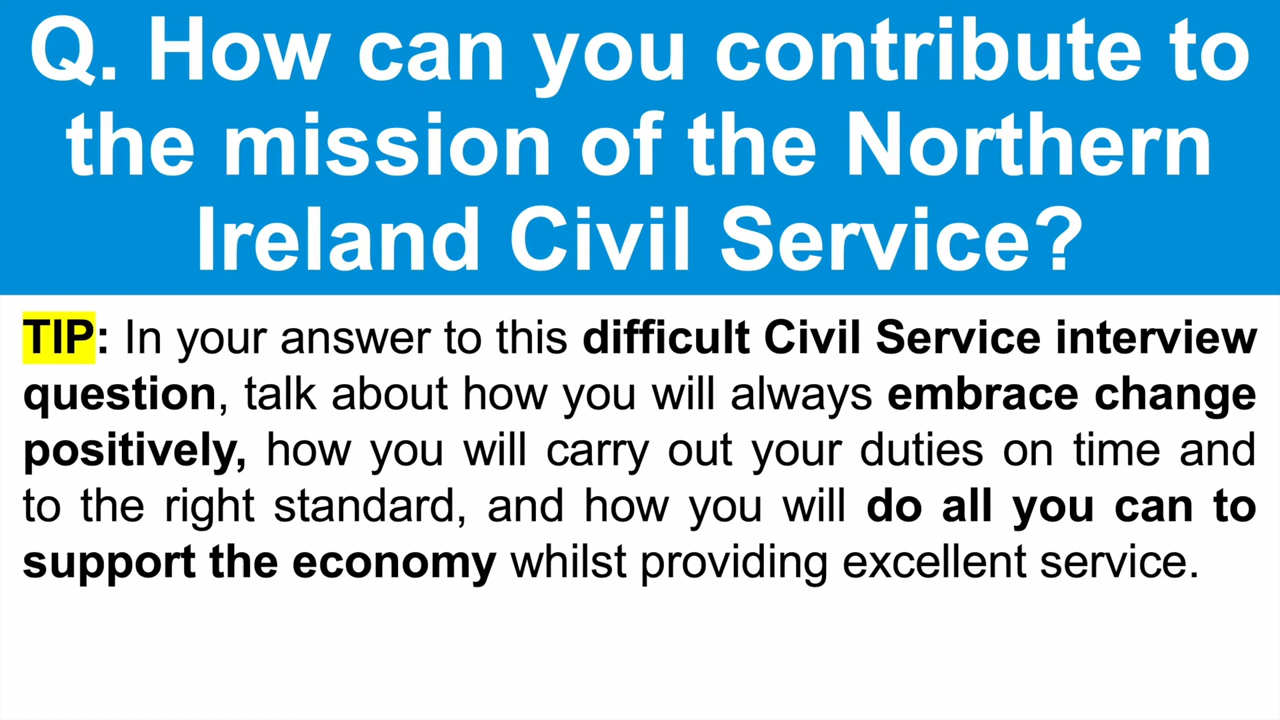 Q. How can you contribute to
the mission of the Northern
Ireland Civil Service?
TIP: In your answer to this difficult Civil Service interview
question, talk about how you will always embrace change
positively, how you will carry out your duties on time and
to the right standard, and how you will do all you can to
support the economy whilst providing excellent service.